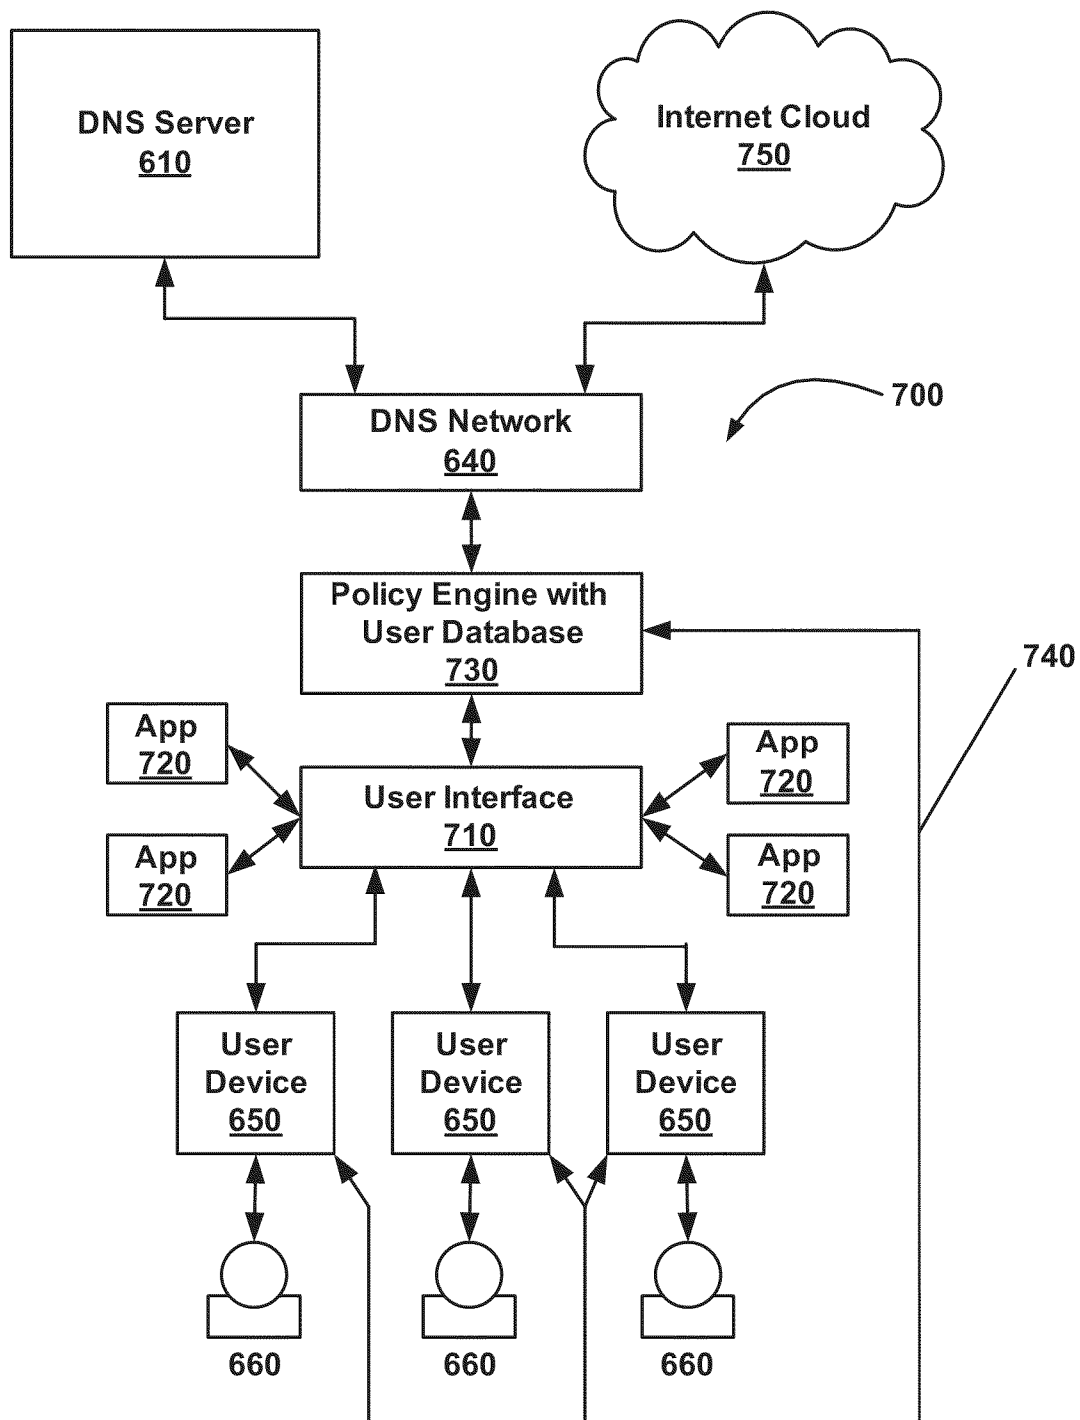 DNS Server
610
Internet Cloud
750
700
DNS Network
640
Policy Engine with
User Database
730
740
App
720
App
720
User Interface
710
App
720
App
720
User
Device
650
User
Device
650
User
Device
650
660
660
660